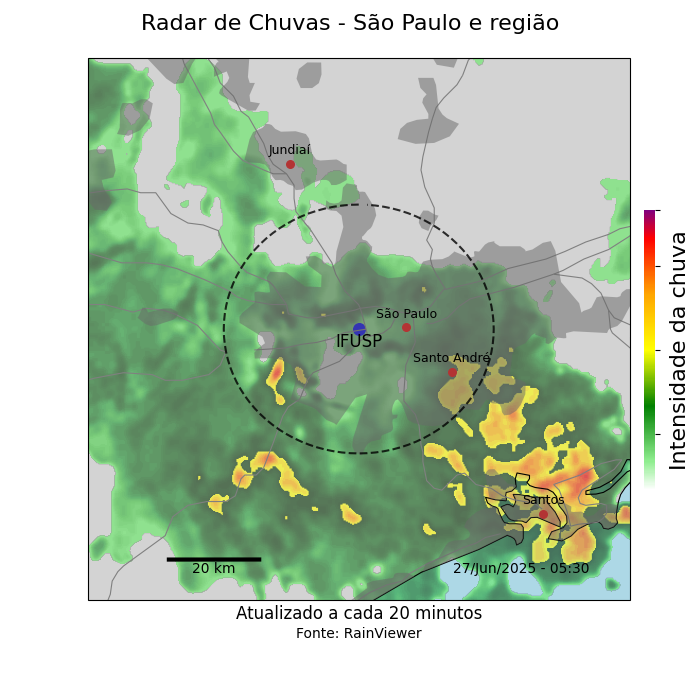 Radar de Chuvas - São Paulo e região
Jundiaí
São Paulo
IFUSP
Santo André
Santos
20 km
27/Jun/2025 - 05:30
Intensidade da chuva
Atualizado a cada 20 minutos
Fonte: RainViewer